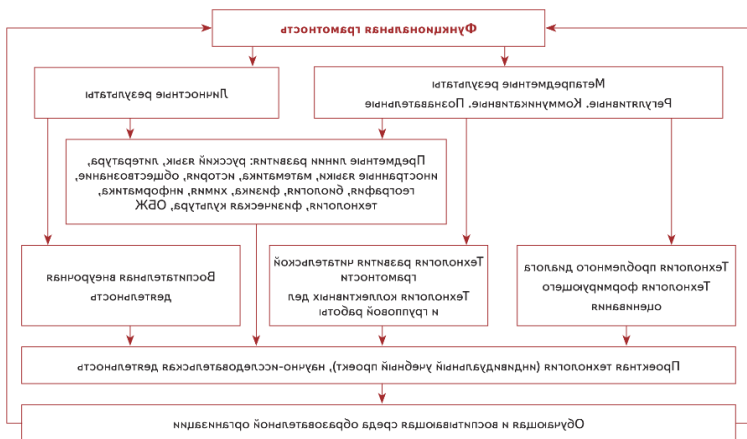 Функциональная грамотность
Метапредметные результаты
Регулятивные. Коммуникативные. Познавательные
Личностные результаты
Предметные линии развития: русский язык, литература,
иностранные языки, математика, история, обществознание,
география, биология, физика, химия, информатика,
технология, физическая культура, ОБЖ
Технология проблемного диалога
Технология формирующего
оценивания
Технология развития читательской
грамотности
Технология коллективных дел
и групповой работы
Воспитательная внеурочная
деятельность
Проектная технология (индивидуальный учебный проект), научно-исследовательская деятельность
Обучающая и воспитывающая среда образовательной организации